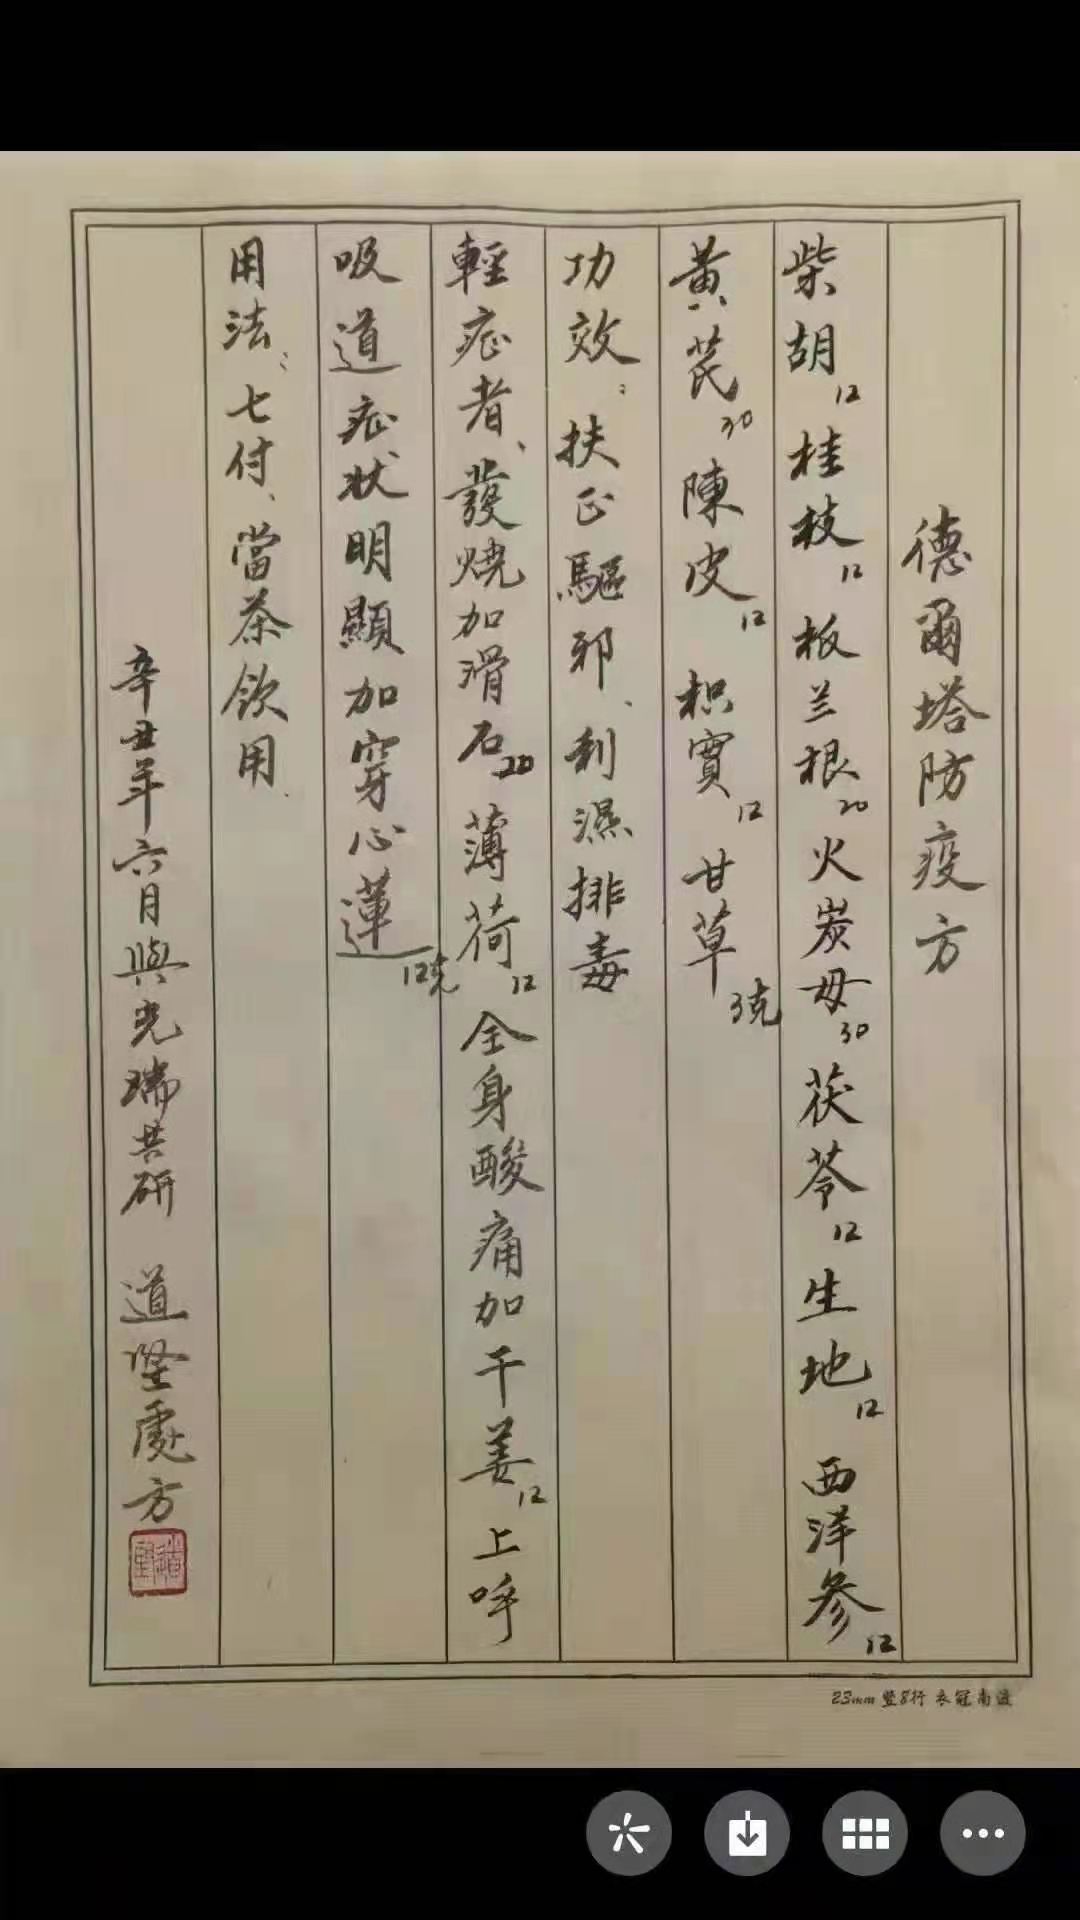 德爾塔防疫方
柴胡12 桂枝12 板兰根20 火炭母30 茯苓12 生地12 西洋參12
黃芪30 陳皮12 枳實12 甘草3克
功效：扶正驅邪、利濕排毒
輕症者、發燒加滑石20 薄荷12 全身酸痛加干姜12 上呼
吸道症状明顯加穿心蓮12克
用法：七付、當茶飲用.
辛丑年六月與光瑞共研 道坚處方
23mm 竖8行 衣冠南渡